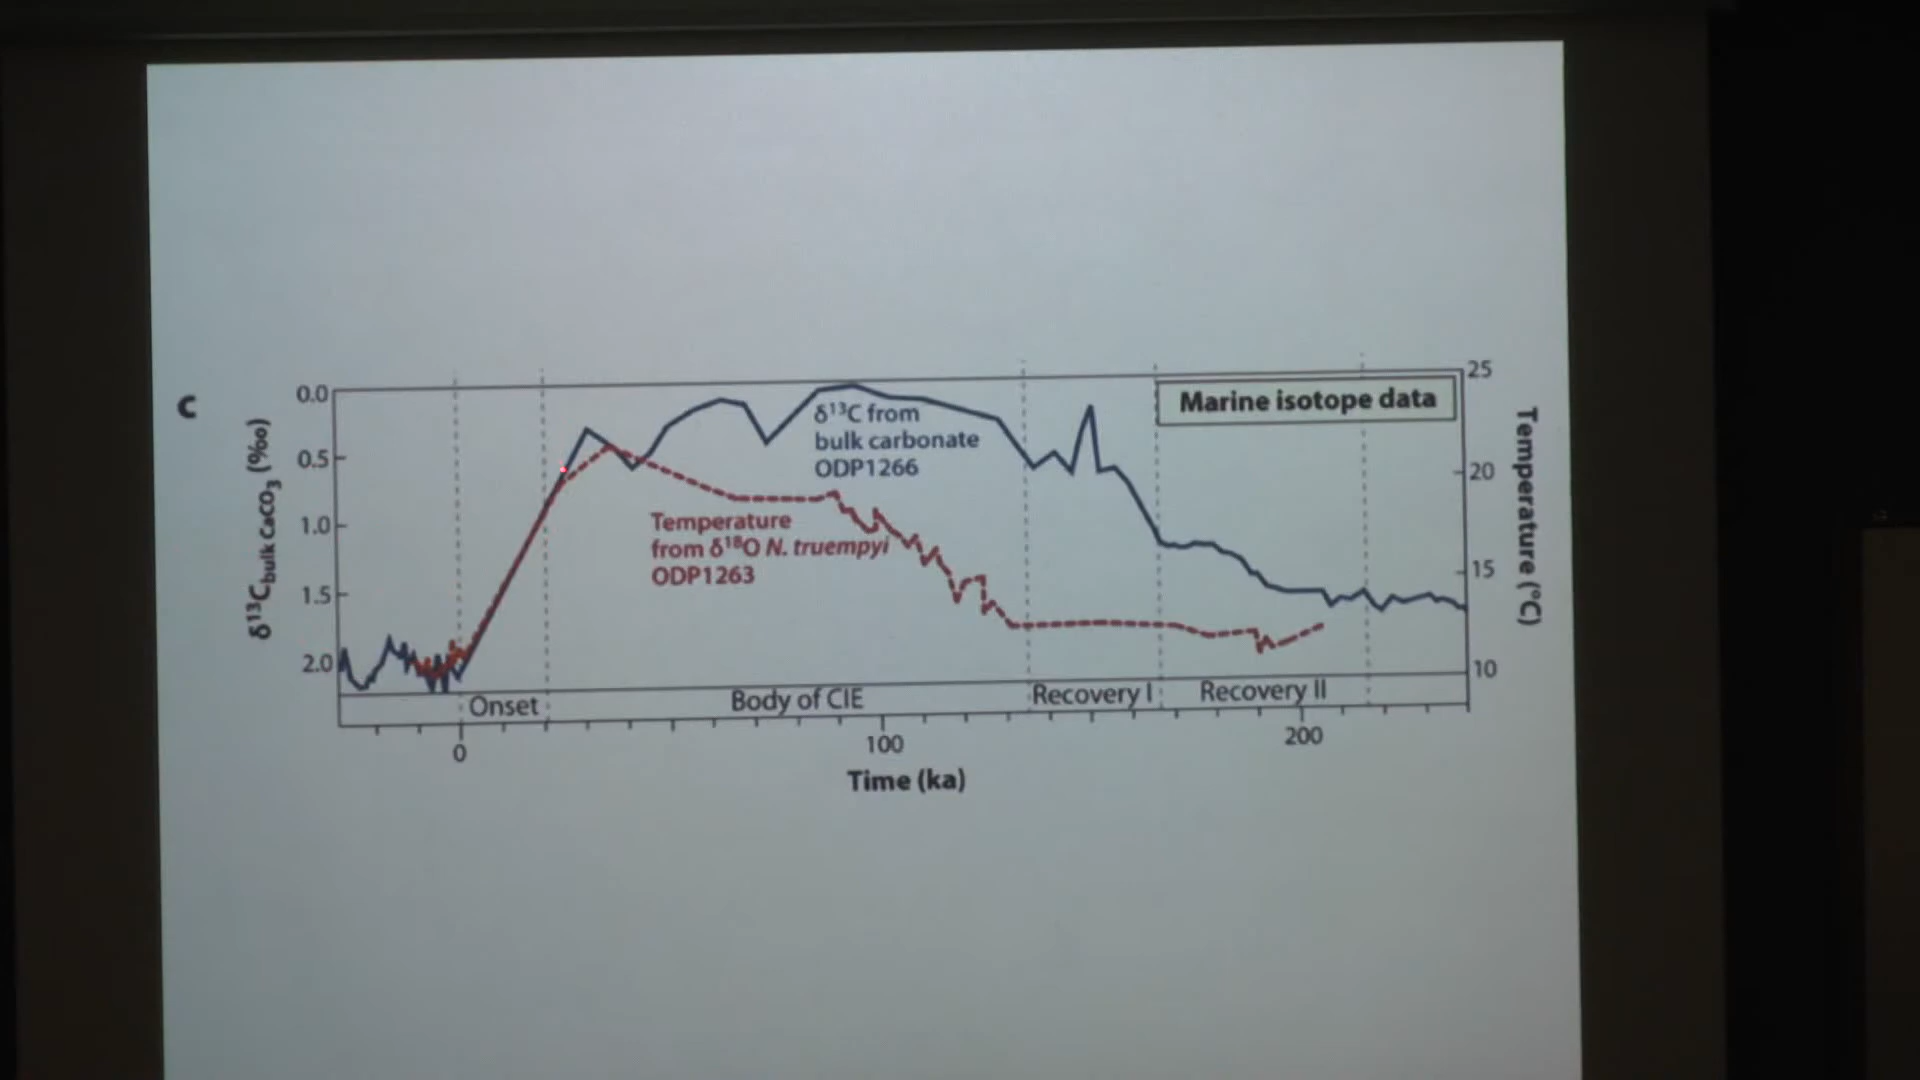 c
Marine isotope data
δ¹³C from
bulk carbonate
ODP1266
Temperature
from δ¹⁸O N. truempyi
ODP1263
δ¹³C bulk CaCO₃ (‰)
0.0
0.5
1.0
1.5
2.0
Temperature (°C)
25
20
15
10
Onset
Body of CIE
Recovery I
Recovery II
0
100
200
Time (ka)